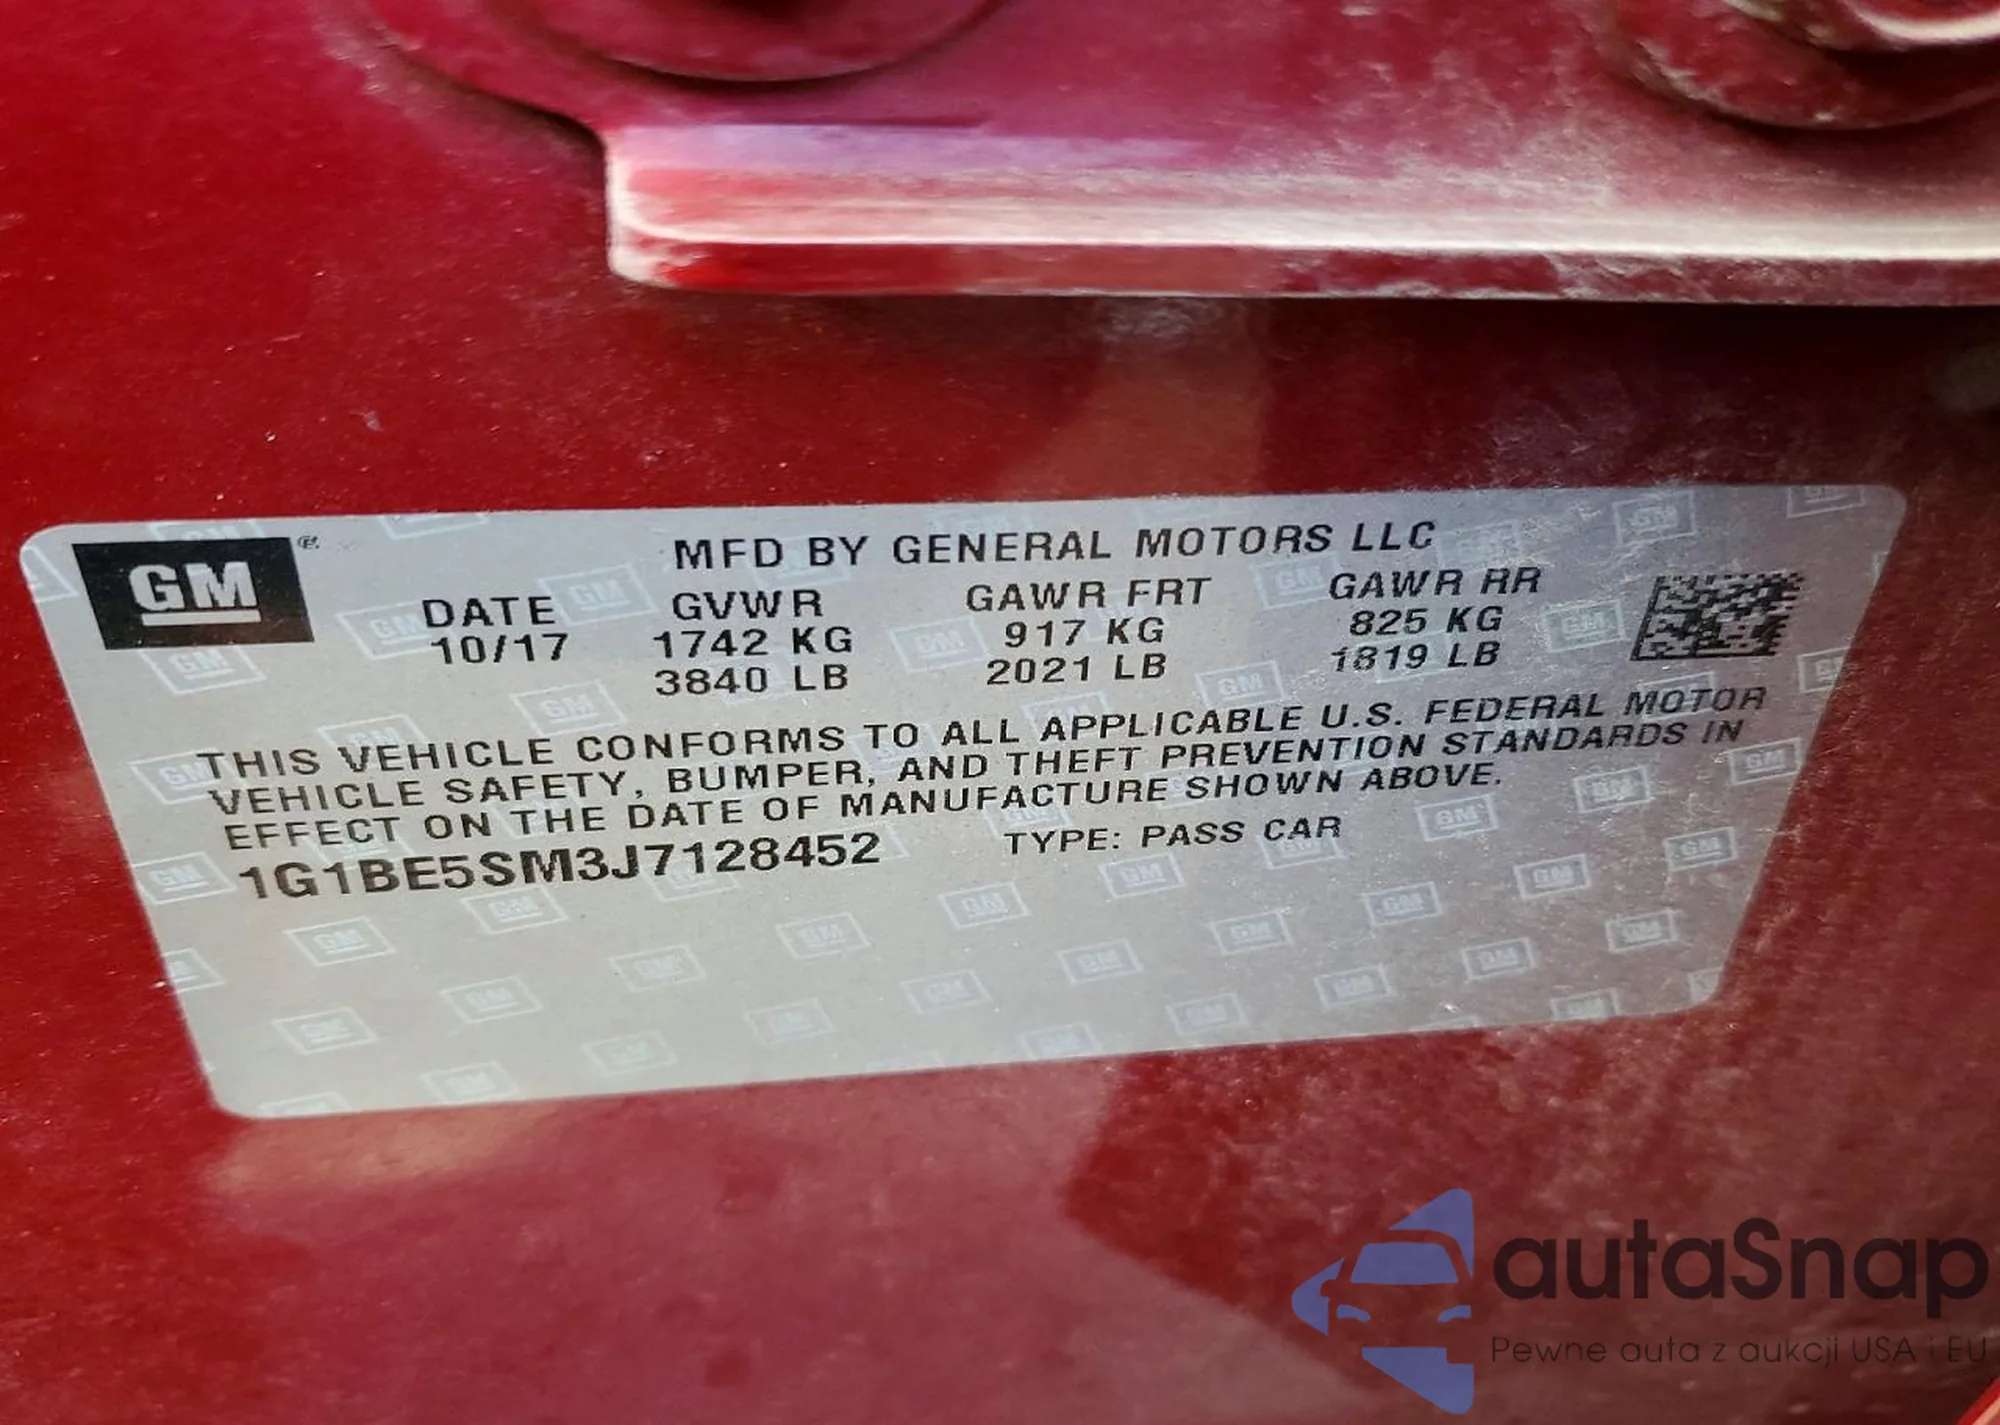 GM
MFD BY GENERAL MOTORS LLC
DATE GVWR GAWR FRT GAWR RR
10/17 1742 KG 917 KG 825 KG
3840 LB 2021 LB 1819 LB
THIS VEHICLE CONFORMS TO ALL APPLICABLE U.S. FEDERAL MOTOR
VEHICLE SAFETY, BUMPER, AND THEFT PREVENTION STANDARDS IN
EFFECT ON THE DATE OF MANUFACTURE SHOWN ABOVE.
1G1BE5SM3J7128452 TYPE: PASS CAR
autaSnap
Pewne auta z aukcji USA i EU